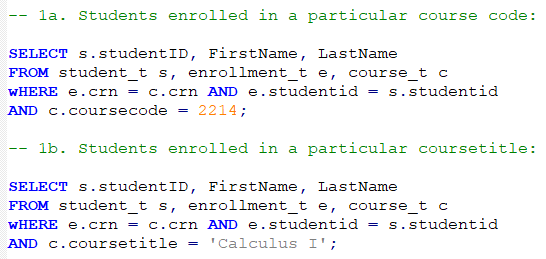 -- 1a. Students enrolled in a particular course code:
SELECT s.studentID, FirstName, LastName
FROM student_t s, enrollment_t e, course_t c
wHERE e.crn = c.crn AND e.studentid = s.studentid
AND c.coursecode = 2214;
-- 1b. Students enrolled in a particular coursetitle:
SELECT s.studentID, FirstName, LastName
FROM student_t s, enrollment_t e, course_t c
wHERE e.crn = c.crn AND e.studentid = s.studentid
AND c.coursetitle = 'Calculus I';